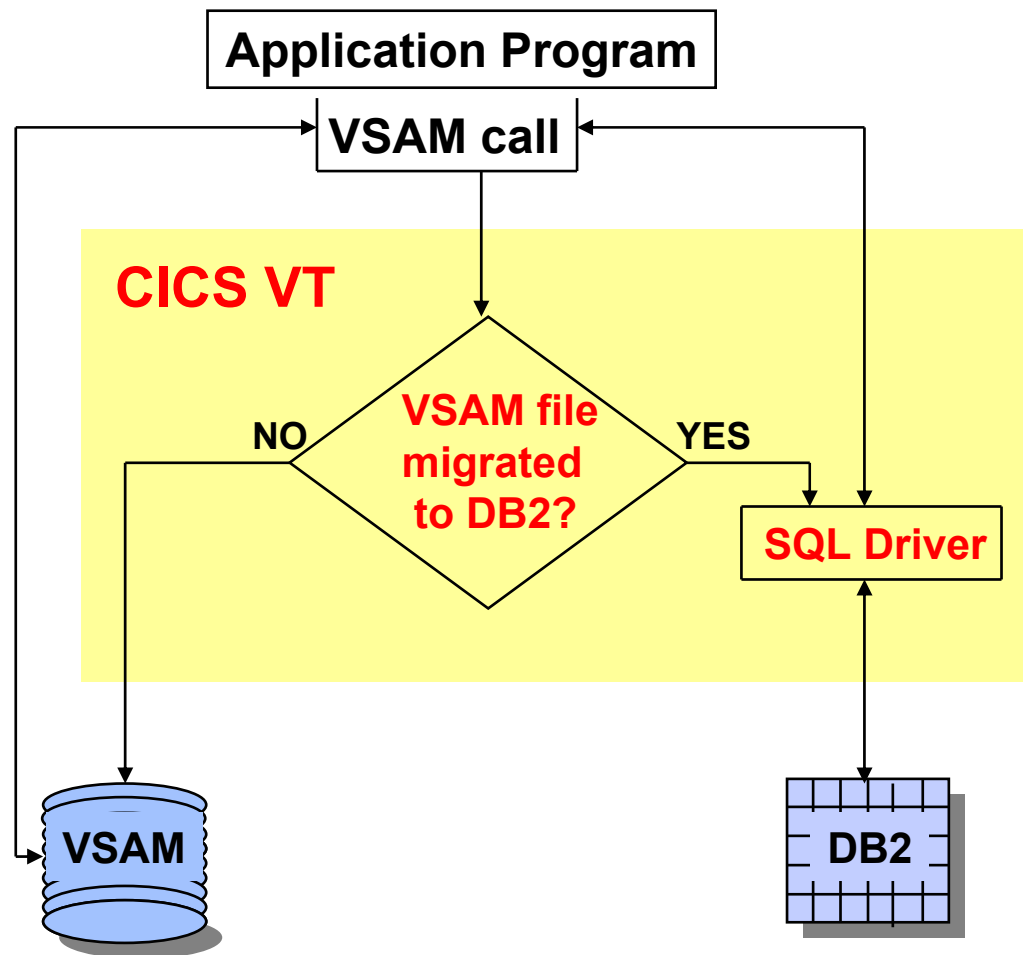 Application Program
VSAM call
CICS VT
VSAM file
migrated
to DB2?
NO
YES
SQL Driver
VSAM
DB2